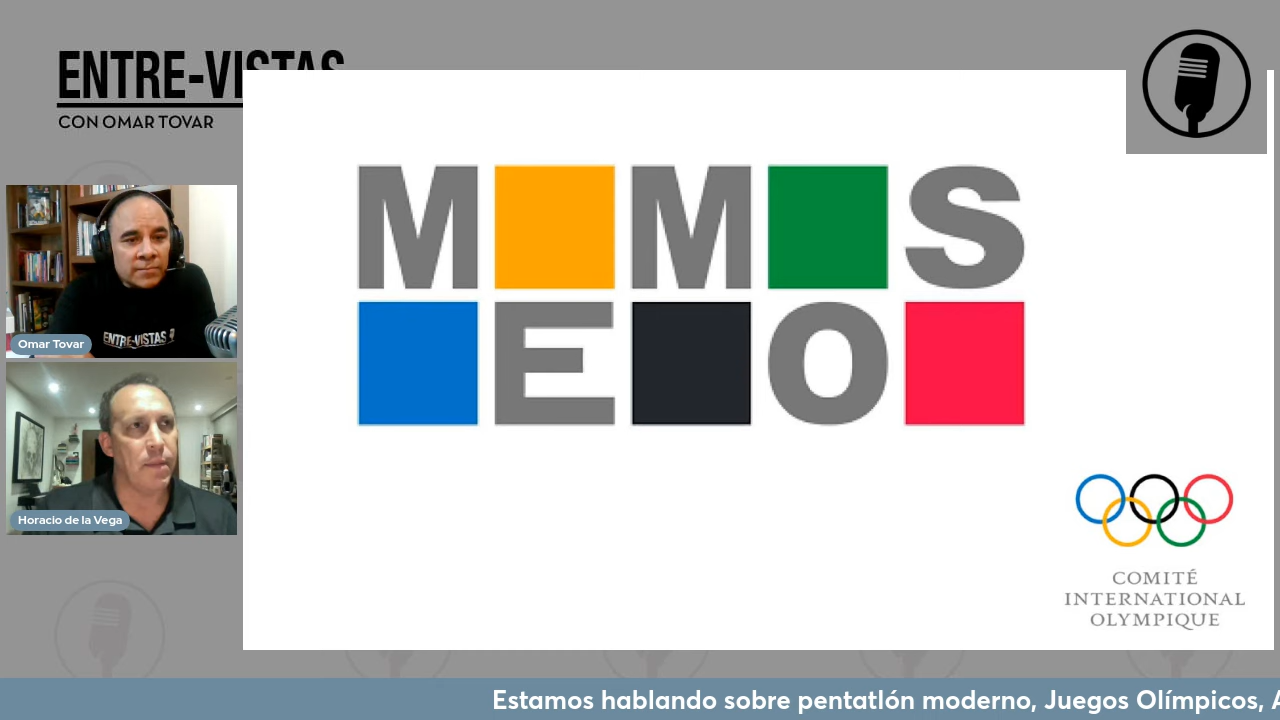 ENTRE-VISTAS
CON OMAR TOVAR
M M S
E O
ENTRE-VISTAS
Omar Tovar
Horacio de la Vega
COMITÉ
INTERNATIONAL
OLYMPIQUE
Estamos hablando sobre pentatlón moderno, Juegos Olímpicos,